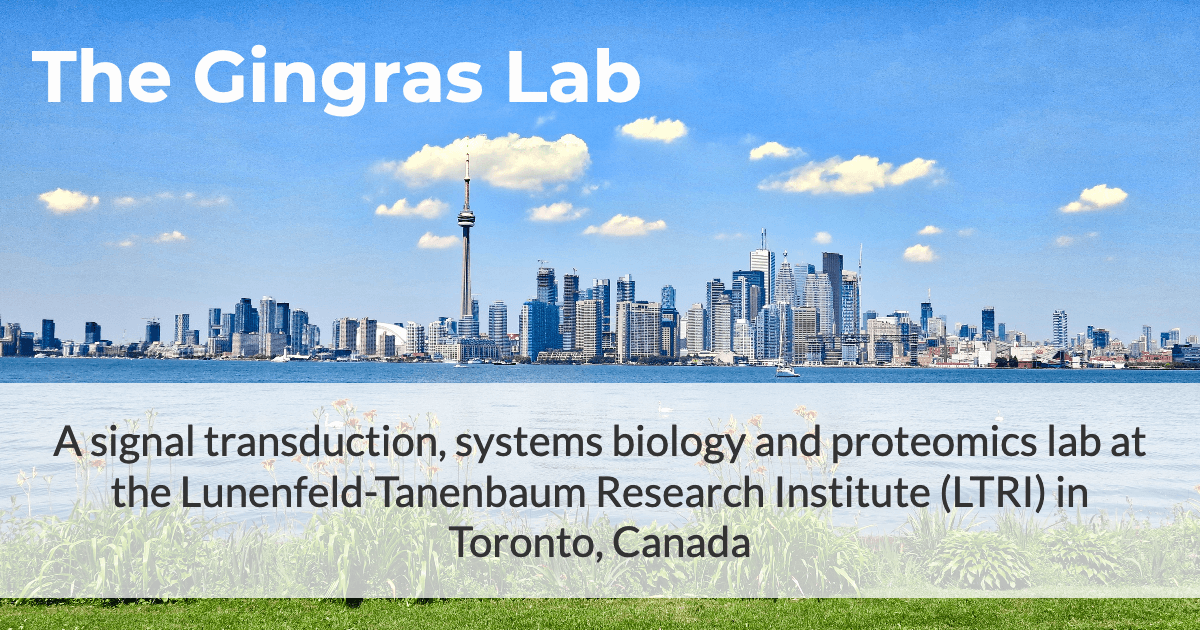 The Gingras Lab
A signal transduction, systems biology and proteomics lab at
the Lunenfeld-Tanenbaum Research Institute (LTRI) in
Toronto, Canada